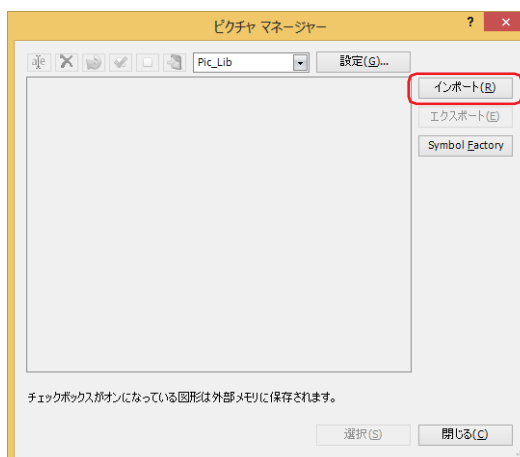 ピクチャ マネージャー
?
Pic_Lib
設定(G)...
インポート(R)
エクスポート(E)
Symbol Factory
チェックボックスがオンになっている図形は外部メモリに保存されます。
選択(S)
閉じる(C)